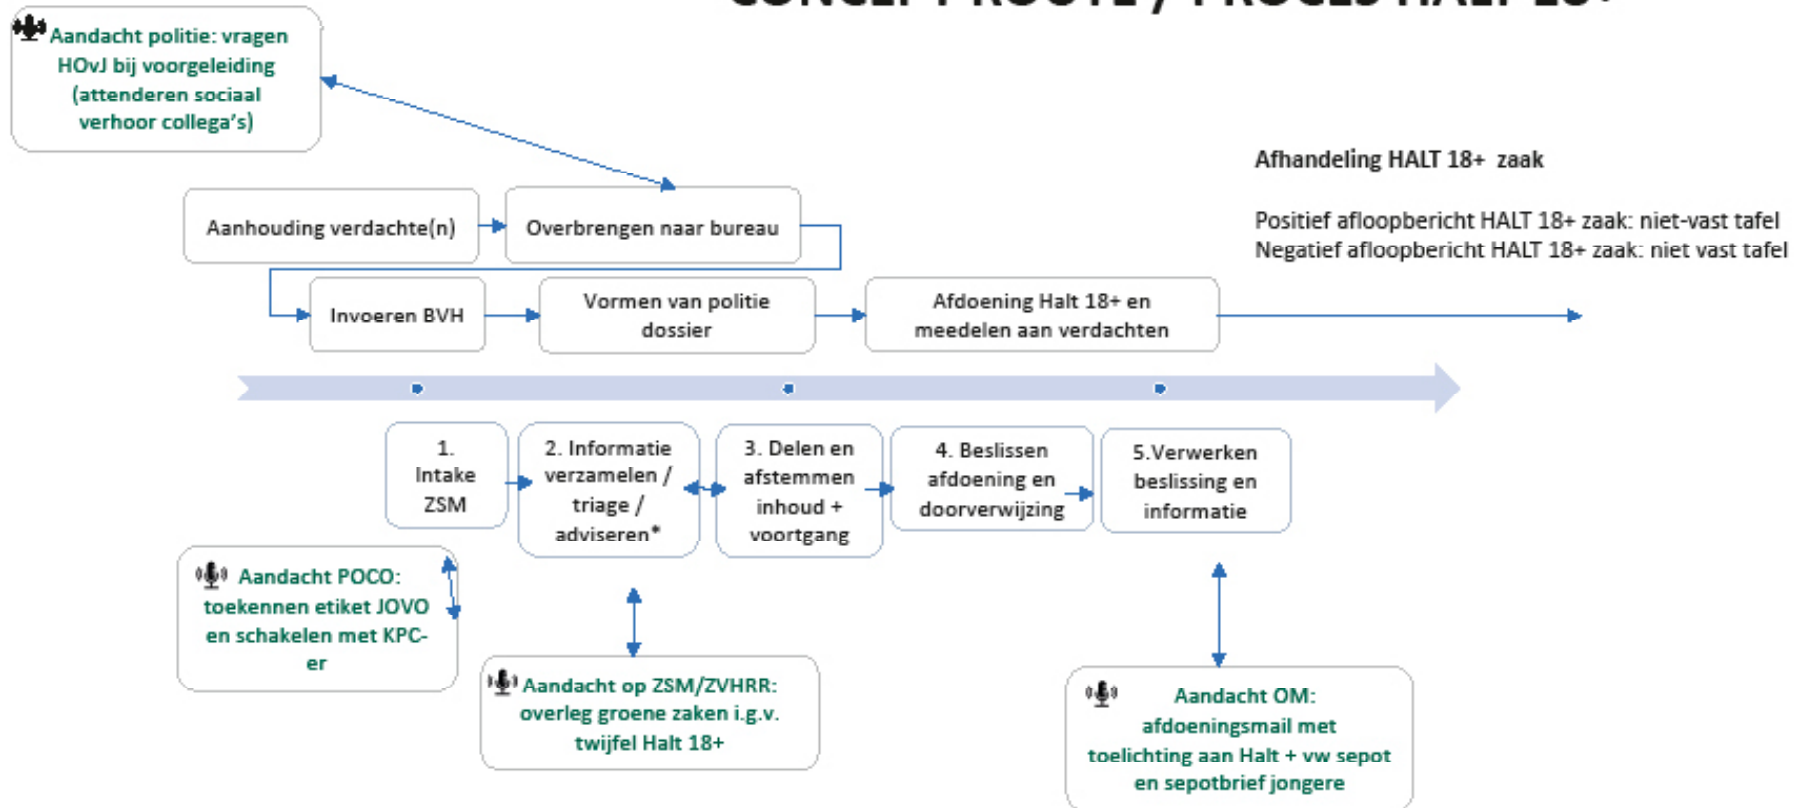 CONCEPT ROUTE / PROCES HALT 18+
Aandacht politie: vragen
HOvJ bij voorgeleiding
(attenderen sociaal
verhoor collega's)
Afhandeling HALT 18+ zaak
Positief afloopbericht HALT 18+ zaak: niet-vast tafel
Negatief afloopbericht HALT 18+ zaak: niet vast tafel
Aanhouding verdachte(n)
Overbrengen naar bureau
Invoeren BVH
Vormen van politie
dossier
Afdoening Halt 18+ en
meedelen aan verdachten
1.
Intake
ZSM
2. Informatie
verzamelen /
triage /
adviseren*
3. Delen en
afstemmen
inhoud +
voortgang
4. Beslissen
afdoening en
doorverwijzing
5.Verwerken
beslissing en
informatie
Aandacht POCO:
toekennen etiket JOVO
en schakelen met KPC-
er
Aandacht op ZSM/ZVHRR:
overleg groene zaken i.g.v.
twijfel Halt 18+
Aandacht OM:
afdoeningsmail met
toelichting aan Halt + vw sepot
en sepotbrief jongere